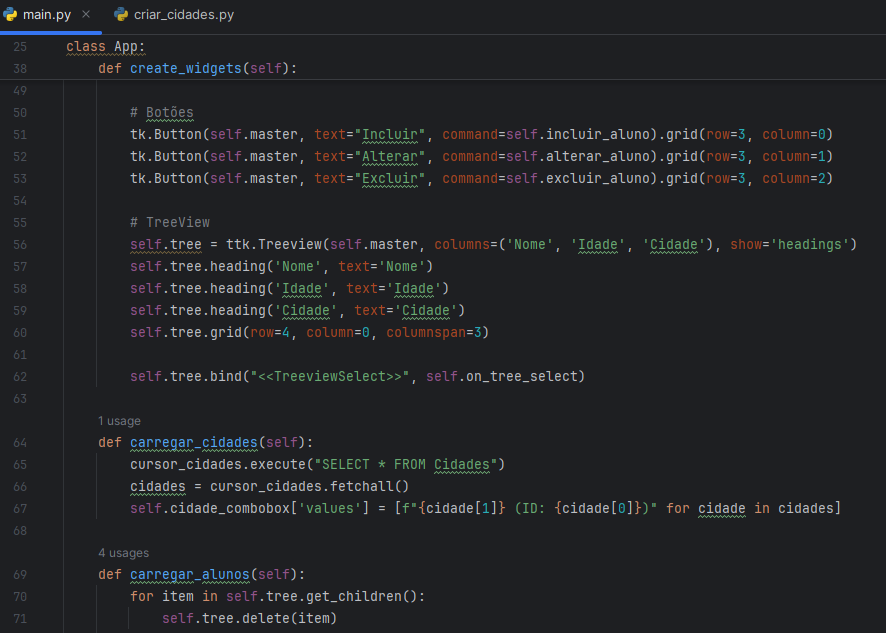 main.py × criar_cidades.py
25 class App:
38 def create_widgets(self):
49
50 # Botões
51 tk.Button(self.master, text="Incluir", command=self.incluir_aluno).grid(row=3, column=0)
52 tk.Button(self.master, text="Alterar", command=self.alterar_aluno).grid(row=3, column=1)
53 tk.Button(self.master, text="Excluir", command=self.excluir_aluno).grid(row=3, column=2)
54
55 # TreeView
56 self.tree = ttk.Treeview(self.master, columns=('Nome', 'Idade', 'Cidade'), show='headings')
57 self.tree.heading('Nome', text='Nome')
58 self.tree.heading('Idade', text='Idade')
59 self.tree.heading('Cidade', text='Cidade')
60 self.tree.grid(row=4, column=0, columnspan=3)
61
62 self.tree.bind("<<TreeviewSelect>>", self.on_tree_select)
63
1 usage
64 def carregar_cidades(self):
65 cursor_cidades.execute("SELECT * FROM Cidades")
66 cidades = cursor_cidades.fetchall()
67 self.cidade_combobox['values'] = [f"{cidade[1]} (ID: {cidade[0]})" for cidade in cidades]
68
4 usages
69 def carregar_alunos(self):
70 for item in self.tree.get_children():
71 self.tree.delete(item)